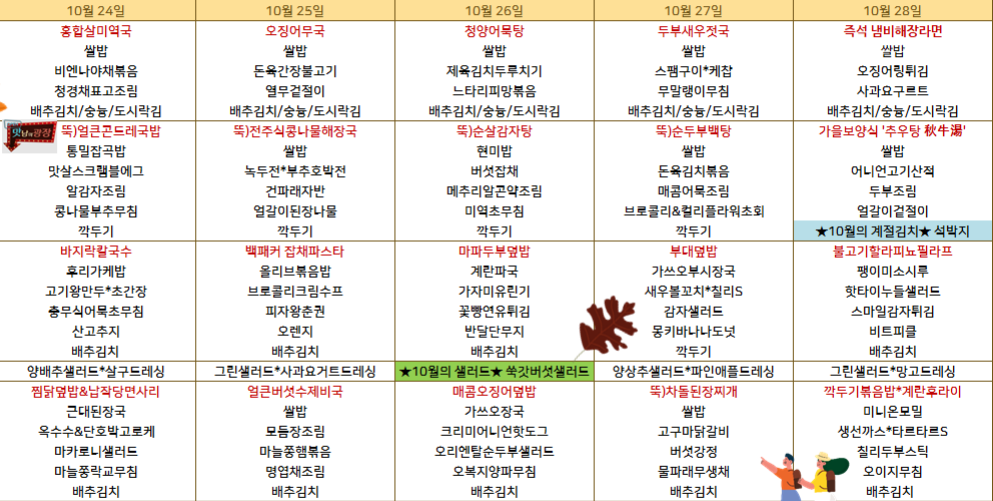 10월 24일 10월 25일 10월 26일 10월 27일 10월 28일
홍합살미역국 오징어무국 청양어묵탕 두부새우젓국 즉석 냄비해장라면
쌀밥 쌀밥 쌀밥 쌀밥 쌀밥
비엔나야채볶음 돈육간장불고기 제육김치두루치기 스팸구이*케찹 오징어링튀김
청경채표고조림 열무겉절이 느타리피망볶음 무말랭이무침 사과요구르트
배추김치/숭늉/도시락김 배추김치/숭늉/도시락김 배추김치/숭늉/도시락김 배추김치/숭늉/도시락김 배추김치/숭늉/도시락김
뚝)얼큰콘드레국밥 뚝)전주식콩나물해장국 뚝)순살감자탕 뚝)순두부백탕 가을보양식 '추우탕 秋牛湯'
통밀잡곡밥 쌀밥 현미밥 쌀밥 쌀밥
맛살스크램블에그 녹두전*부추호박전 버섯잡채 돈육김치볶음 어니언고기산적
알감자조림 건파래자반 메추리알곤약조림 매콤어묵조림 두부조림
콩나물부추무침 얼갈이된장나물 미역초무침 브로콜리&컬리플라워초회 얼갈이겉절이
깍두기 깍두기 깍두기 깍두기 ★10월의 계절김치★ 석박지
바지락칼국수 백패커 잡채파스타 마파두부덮밥 부대덮밥 불고기할라피뇨필라프
후리가케밥 올리브볶음밥 계란파국 가쓰오부시장국 팽이미소시루
고기왕만두*초간장 브로콜리크림수프 가자미유린기 새우볼꼬치*칠리S 핫타이누들샐러드
충무식어묵초무침 피자왕춘권 꽃빵연유튀김 감자샐러드 스마일감자튀김
산고추지 오렌지 반달단무지 몽키바나나도넛 비트피클
배추김치 배추김치 배추김치 깍두기 배추김치
양배추샐러드*살구드레싱 그린샐러드*사과요거트드레싱 ★10월의 샐러드★ 쑥갓버섯샐러드 양상추샐러드*파인애플드레싱 그린샐러드*망고드레싱
찜닭덮밥&납작당면사리 얼큰버섯수제비국 매콤오징어덮밥 뚝)차돌된장찌개 깍두기볶음밥*계란후라이
근대된장국 쌀밥 가쓰오장국 쌀밥 미니온모밀
옥수수&단호박고로케 모듬장조림 크리미어니언핫도그 고구마닭갈비 생선까스*타르타르S
마카로니샐러드 마늘쫑햄볶음 오리엔탈순두부샐러드 버섯강정 칠리두부스틱
마늘쫑락교무침 명엽채조림 오복지양파무침 물파래무생채 오이지무침
배추김치 배추김치 배추김치 배추김치 배추김치